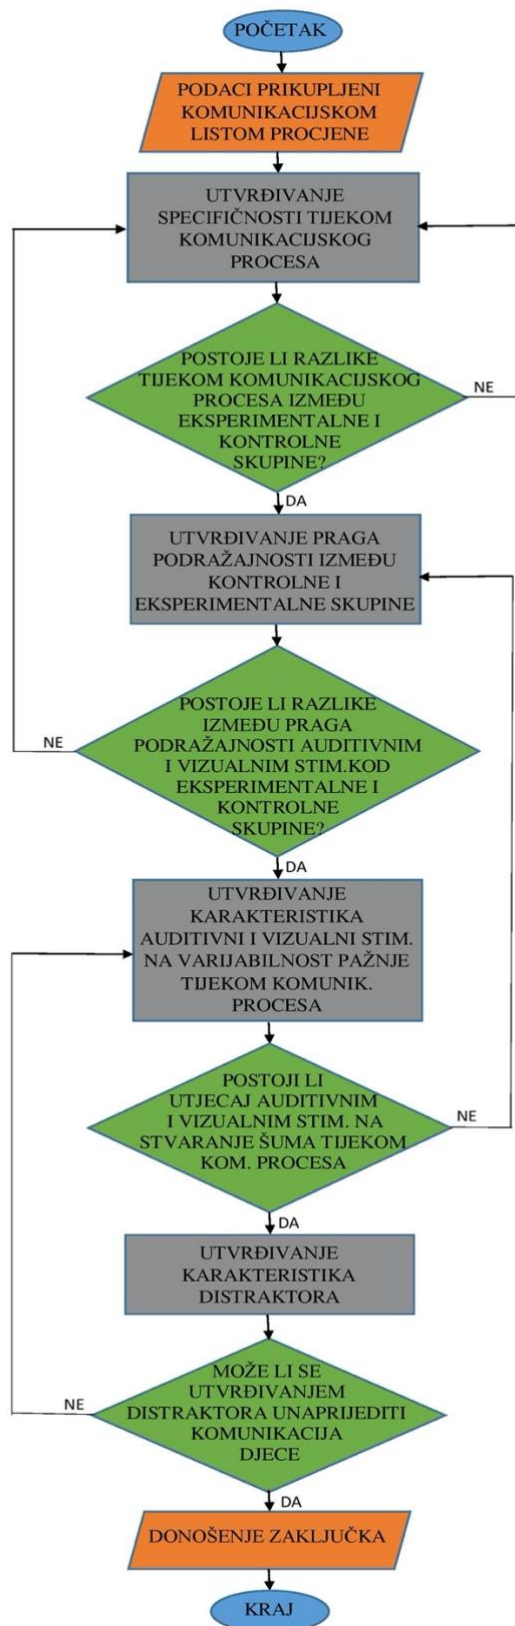 POČETAK
PODACI PRIKUPLJENI
KOMUNIKACIJSKOM
LISTOM PROCJENE
UTVRĐIVANJE
SPECIFIČNOSTI TIJEKOM
KOMUNIKACIJSKOG
PROCESA
POSTOJE LI RAZLIKE
TIJEKOM KOMUNIKACIJSKOG
PROCESA IZMEĐU
EKSPERIMENTALNE I
KONTROLNE
SKUPINE?
NE
DA
UTVRĐIVANJE PRAGA
PODRAŽAJNOSTI IZMEĐU
KONTROLNE I
EKSPERIMENTALNE SKUPINE
POSTOJE LI RAZLIKE
IZMEĐU PRAGA
PODRAŽAJNOSTI AUDITIVNIM
I VIZUALNIM STIM.KOD
EKSPERIMENTALNE I
KONTROLNE
SKUPINE?
NE
DA
UTVRĐIVANJE
KARAKTERISTIKA
AUDITIVNI I VIZUALNI STIM.
NA VARIJABILNOST PAŽNJE
TIJEKOM KOMUNIK.
PROCESA
POSTOJI LI
UTJECAJ AUDITIVNIM
I VIZUALNIM STIM. NA
STVARANJE ŠUMA TIJEKOM
KOM. PROCESA
NE
DA
UTVRĐIVANJE
KARAKTERISTIKA
DISTRAKTORA
MOŽE LI SE
UTVRĐIVANJEM
DISTRAKTORA UNAPRIJEDITI
KOMUNIKACIJA
DJECE
NE
DA
DONOŠENJE ZAKLJUČKA
KRAJ